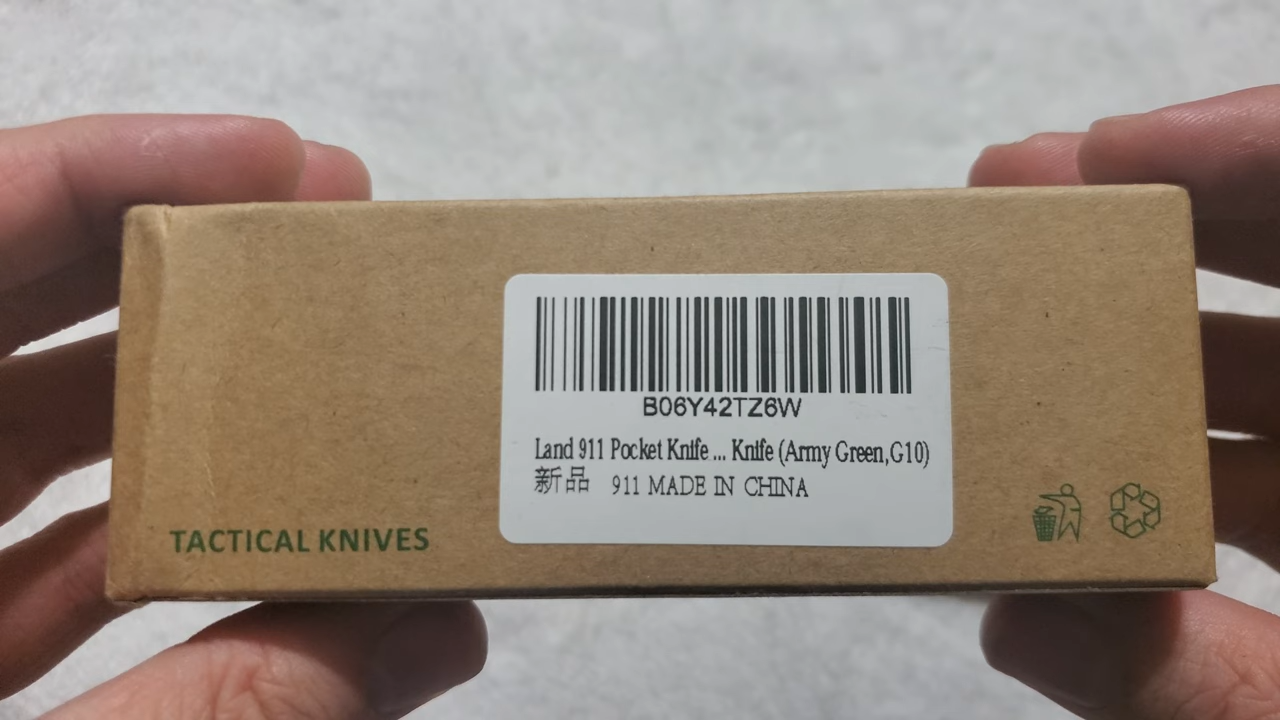 B06Y42TZ6W
Land 911 Pocket Knife ... Knife (Army Green,G10)
新品 911 MADE IN CHINA
TACTICAL KNIVES